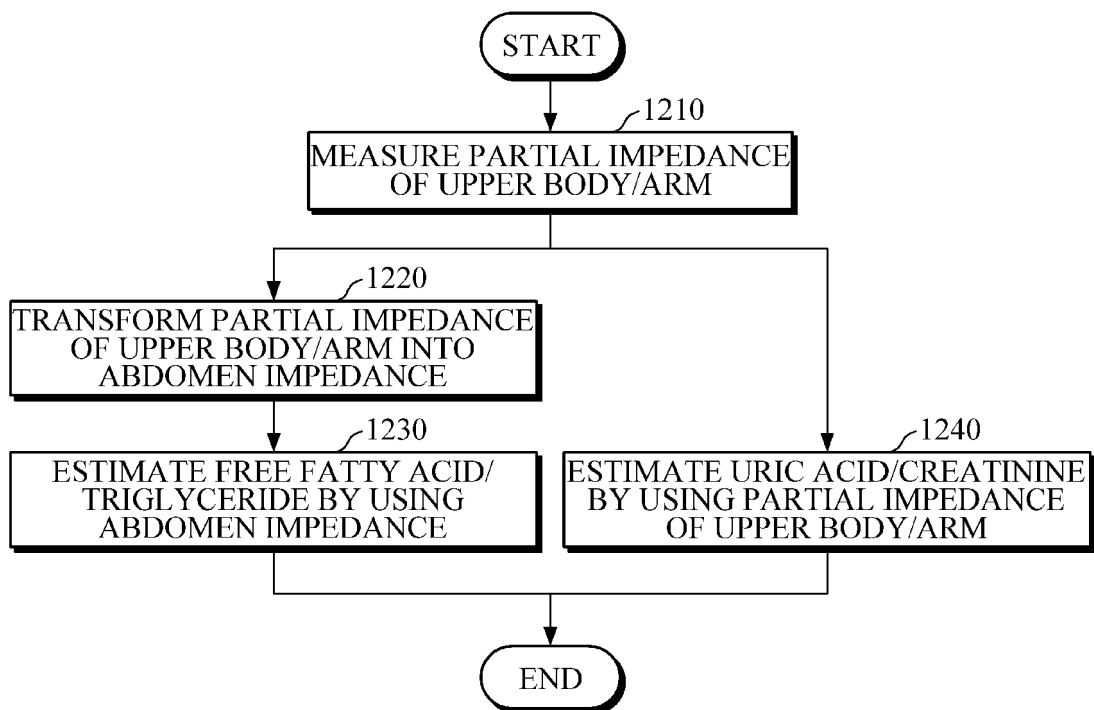 START
1210
MEASURE PARTIAL IMPEDANCE
OF UPPER BODY/ARM
1220
TRANSFORM PARTIAL IMPEDANCE
OF UPPER BODY/ARM INTO
ABDOMEN IMPEDANCE
1230
ESTIMATE FREE FATTY ACID/
TRIGLYCERIDE BY USING
ABDOMEN IMPEDANCE
1240
ESTIMATE URIC ACID/CREATININE
BY USING PARTIAL IMPEDANCE
OF UPPER BODY/ARM
END